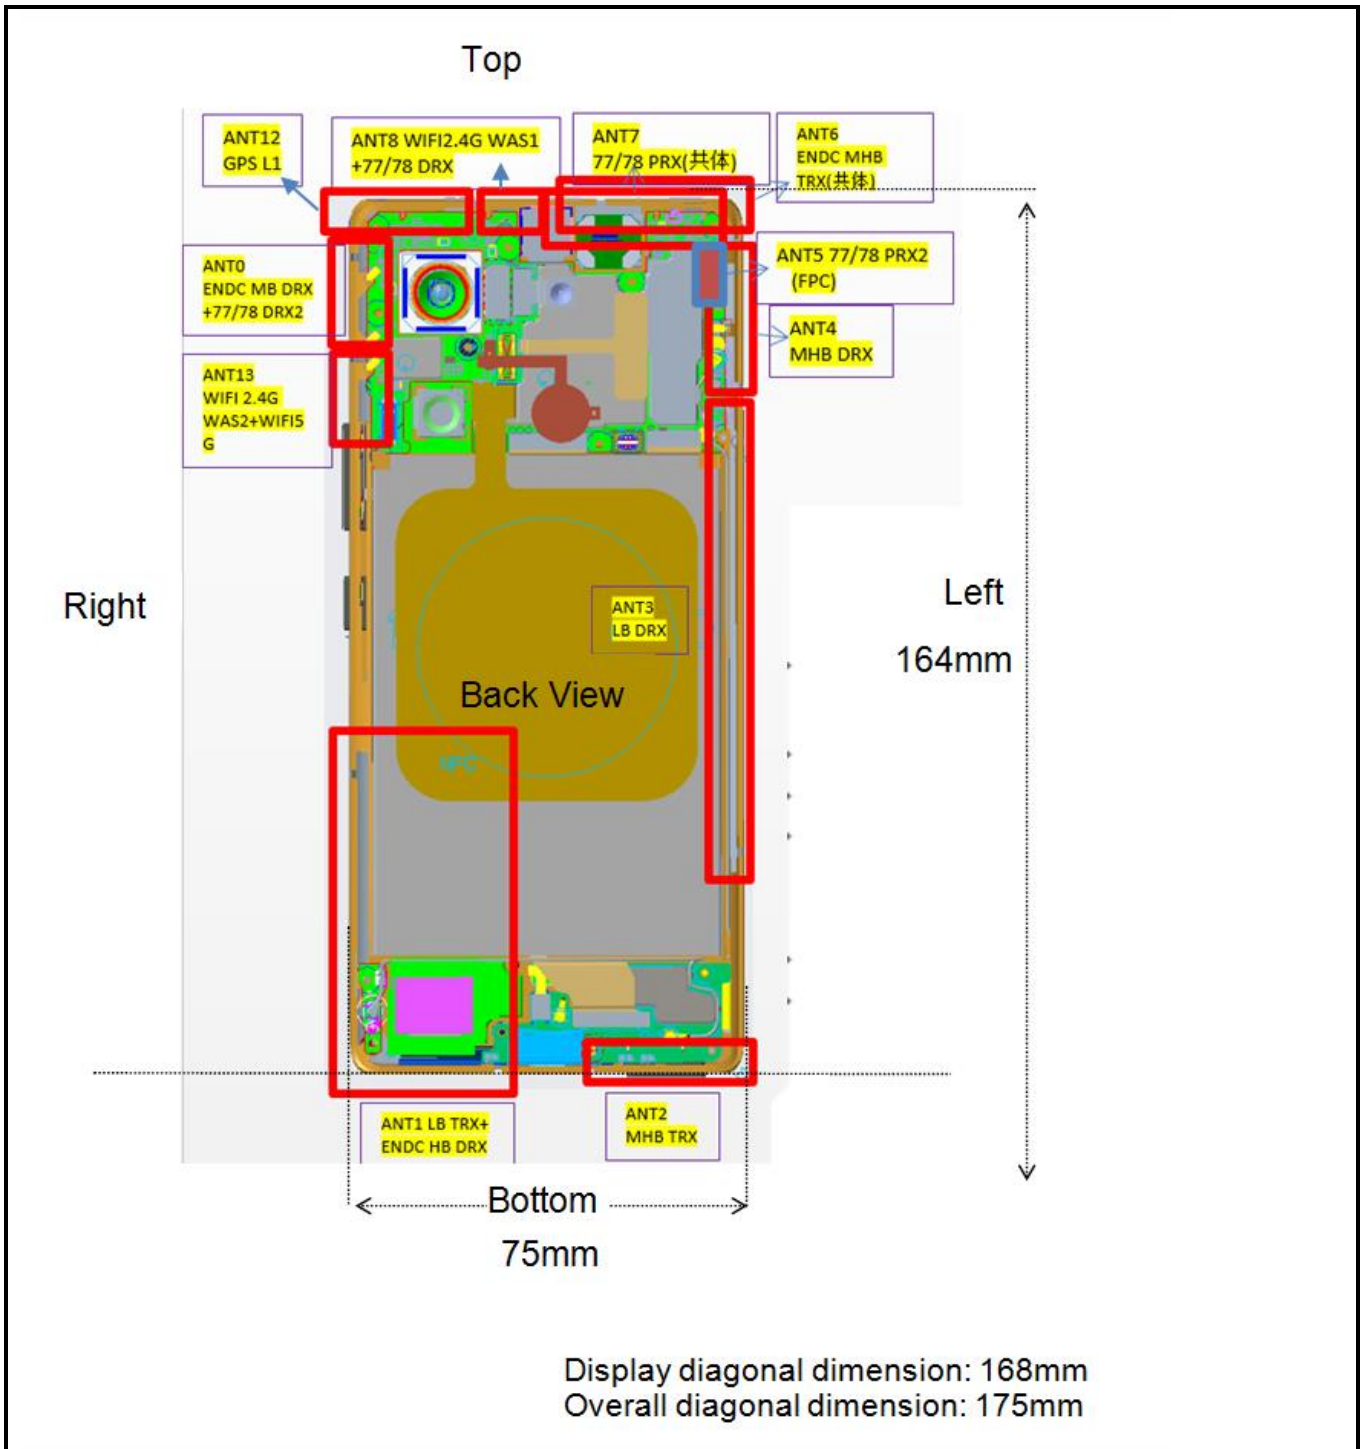 Top
ANT12
GPS L1
ANT8 WIFI2.4G WAS1
+77/78 DRX
ANT7
77/78 PRX(共体)
ANT6
ENDC MHB
TRX(共体)
ANT0
ENDC MB DRX
+77/78 DRX2
ANT5 77/78 PRX2
(FPC)
ANT4
MHB DRX
ANT13
WIFI 2.4G
WAS2+WIFI5
G
Right
ANT3
LB DRX
Left
164mm
Back View
NFC
ANT1 LB TRX+
ENDC HB DRX
ANT2
MHB TRX
Bottom
75mm
Display diagonal dimension: 168mm
Overall diagonal dimension: 175mm